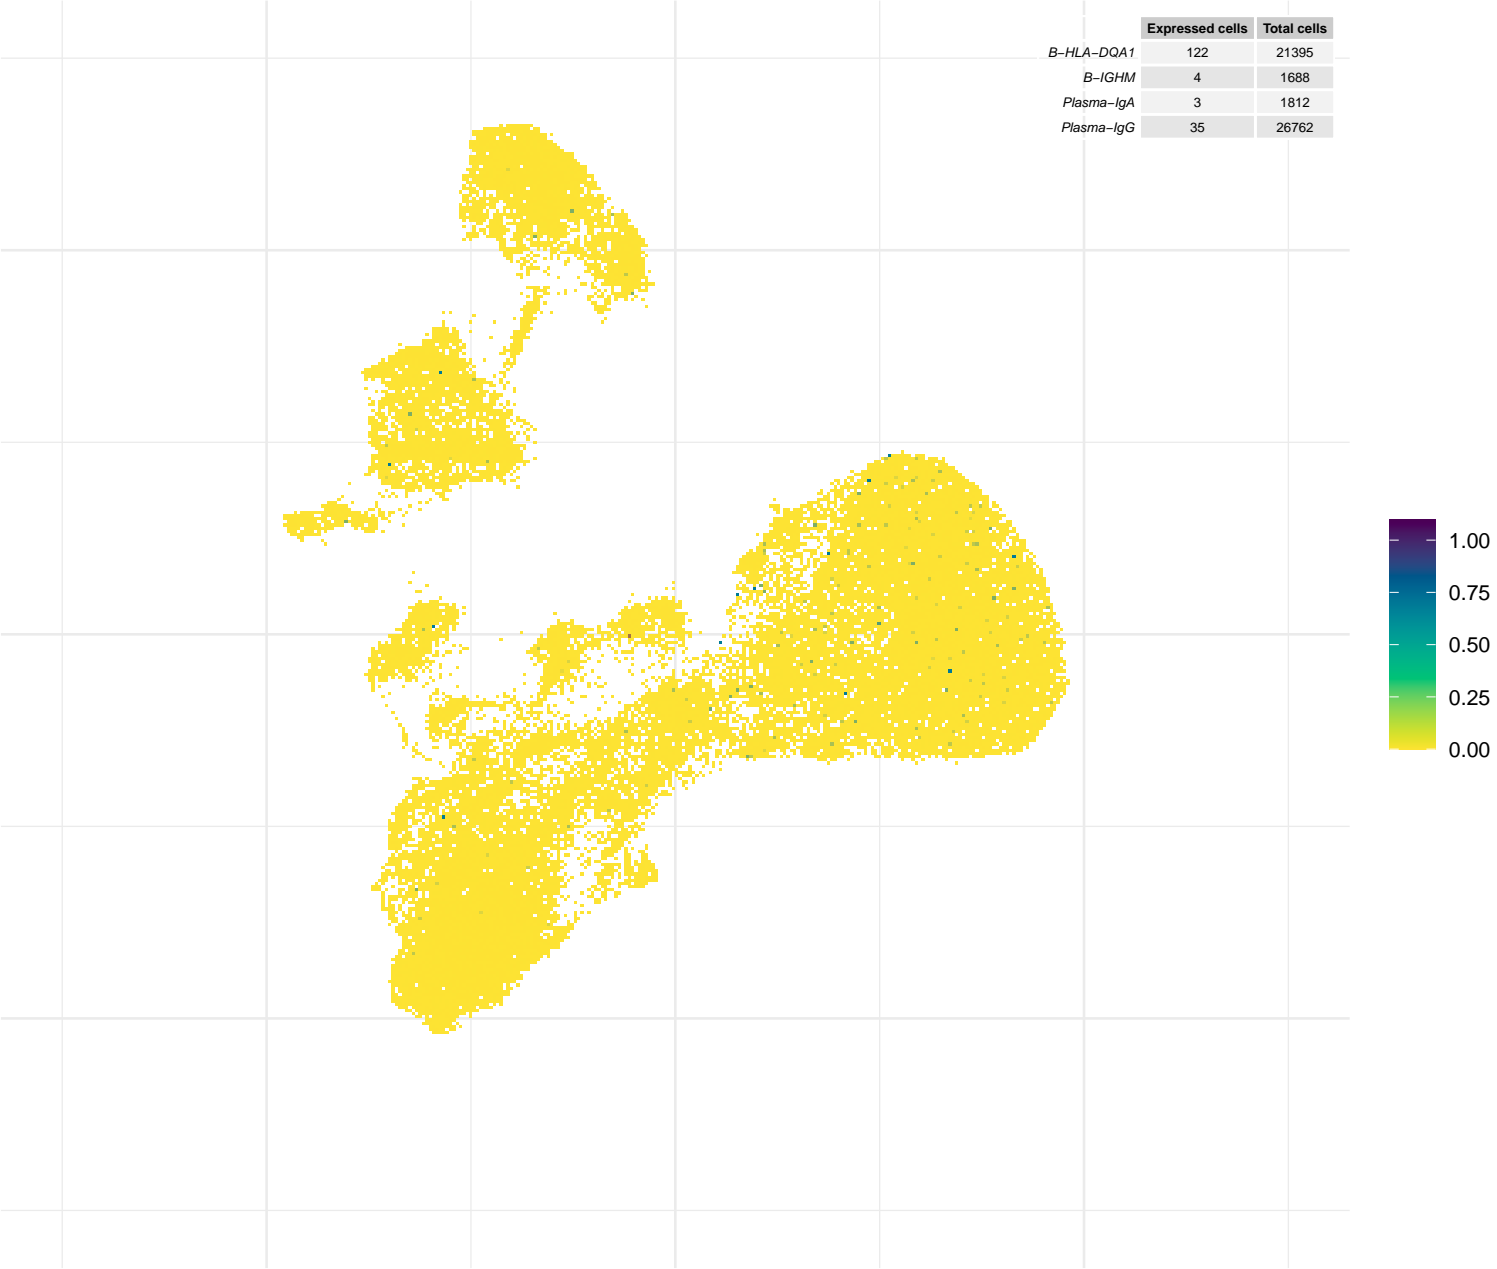 Expressed cells Total cells
B−HLA−DQA1 122 21395
B−IGHM 4 1688
Plasma−IgA 3 1812
Plasma−IgG 35 26762
1.00
0.75
0.50
0.25
0.00